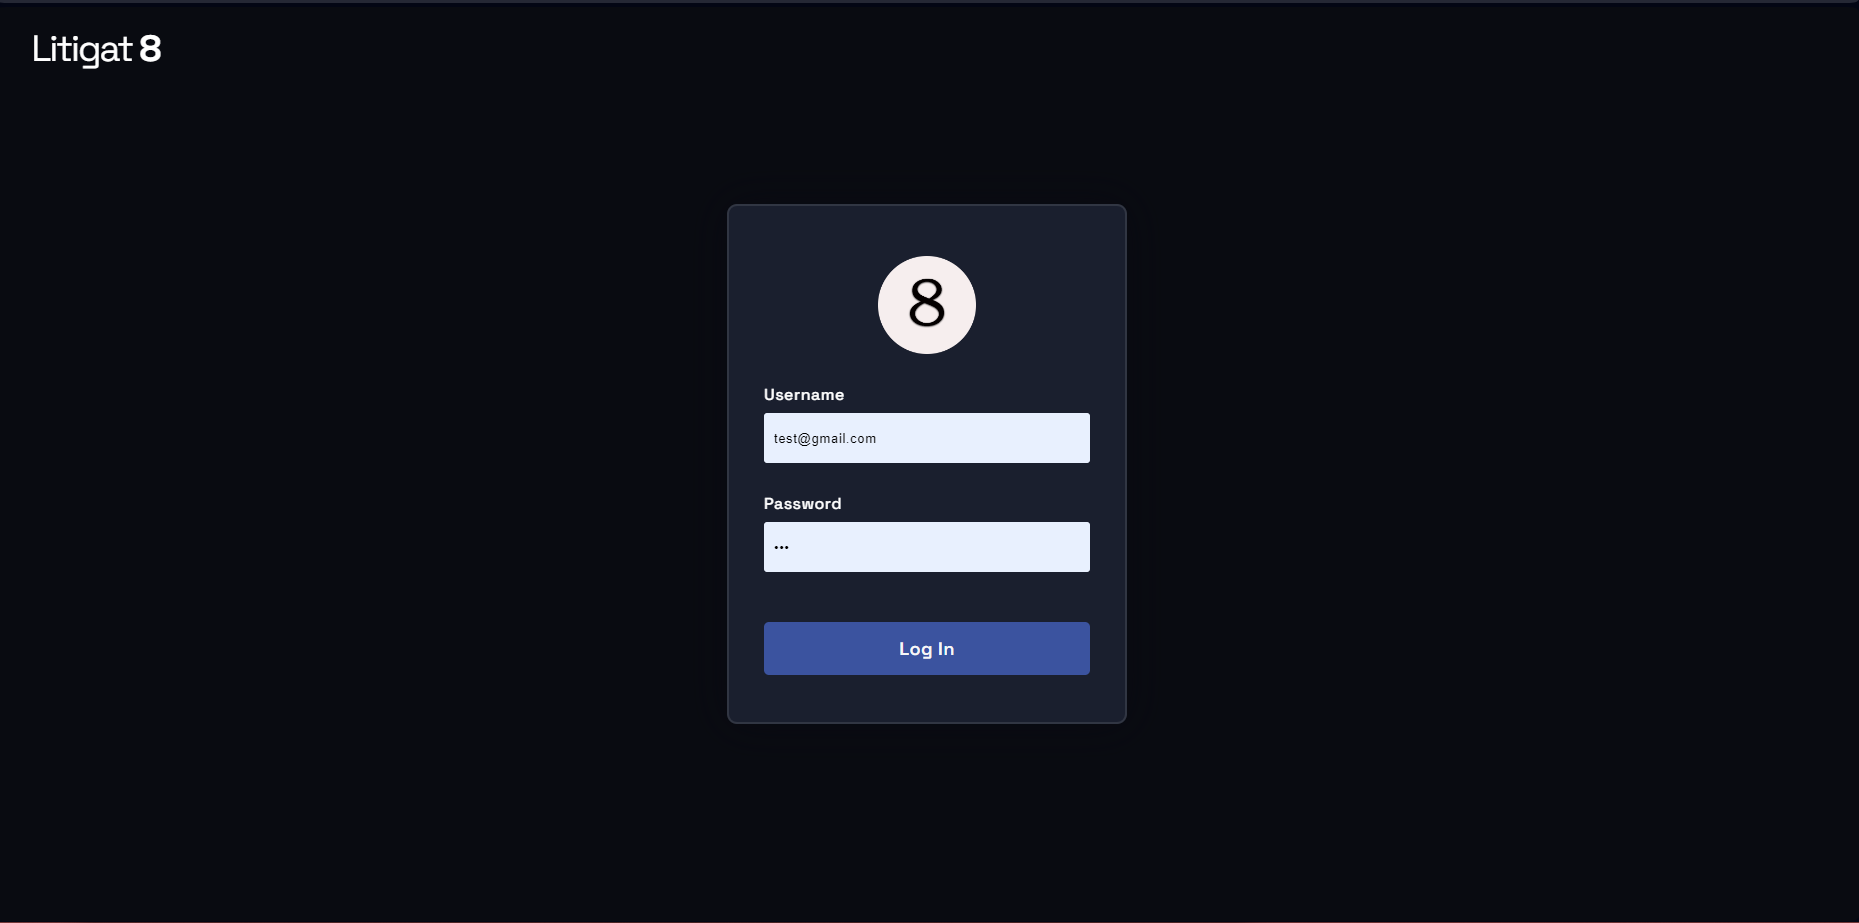 Litigat 8
8
Username
test@gmail.com
Password
•••
Log In